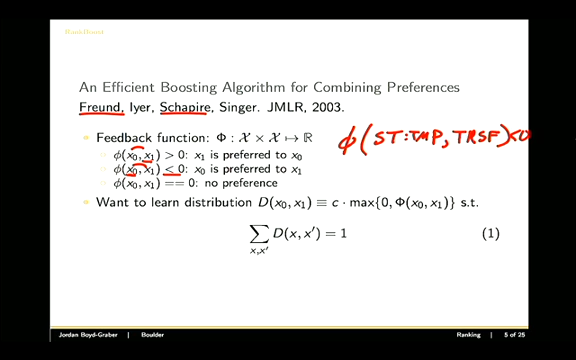 RankBoost
An Efficient Boosting Algorithm for Combining Preferences
Freund, Iyer, Schapire, Singer. JMLR, 2003.
Feedback function: Φ : 𝒳 × 𝒳 ↦ ℝ
ϕ(ST:TMP, TRSF)<0
ϕ(x₀, x₁) > 0: x₁ is preferred to x₀
ϕ(x₀, x₁) < 0: x₀ is preferred to x₁
ϕ(x₀, x₁) == 0: no preference
Want to learn distribution D(x₀, x₁) ≡ c · max{0, Φ(x₀, x₁)} s.t.
∑ₓ,ₓ′ D(x, x′) = 1 (1)
Jordan Boyd-Graber | Boulder Ranking | 5 of 25